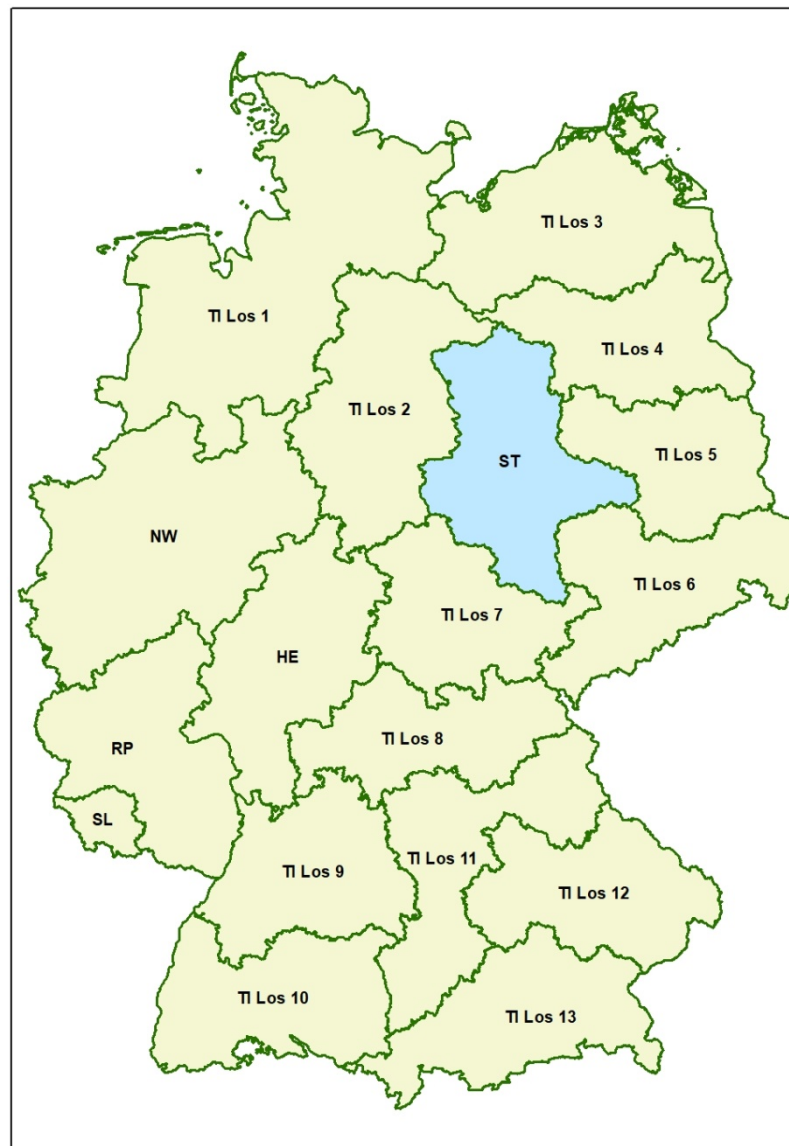 TI Los 3
TI Los 1
TI Los 4
TI Los 2
TI Los 5
ST
NW
TI Los 6
TI Los 7
HE
TI Los 8
RP
SL
TI Los 11
TI Los 9
TI Los 12
TI Los 10
TI Los 13